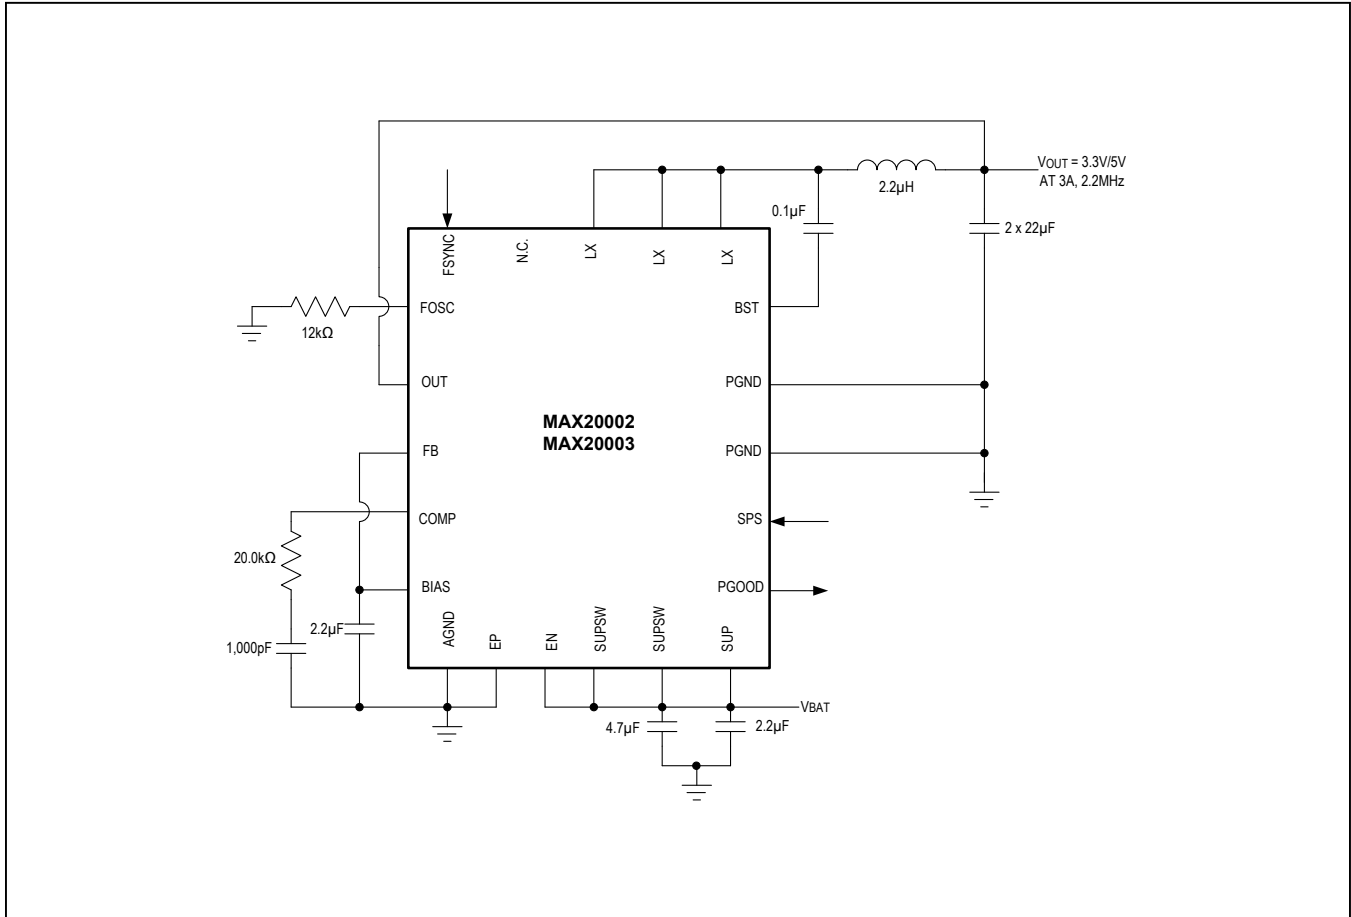 VOUT = 3.3V/5V
AT 3A, 2.2MHz
2.2µH
0.1µF
2 x 22µF
FSYNC
N.C.
LX
LX
LX
FOSC
BST
12kΩ
OUT
PGND
MAX20002
MAX20003
FB
PGND
COMP
SPS
20.0kΩ
BIAS
PGOOD
2.2µF
1,000pF
AGND
EP
EN
SUPSW
SUPSW
SUP
VBAT
4.7µF
2.2µF